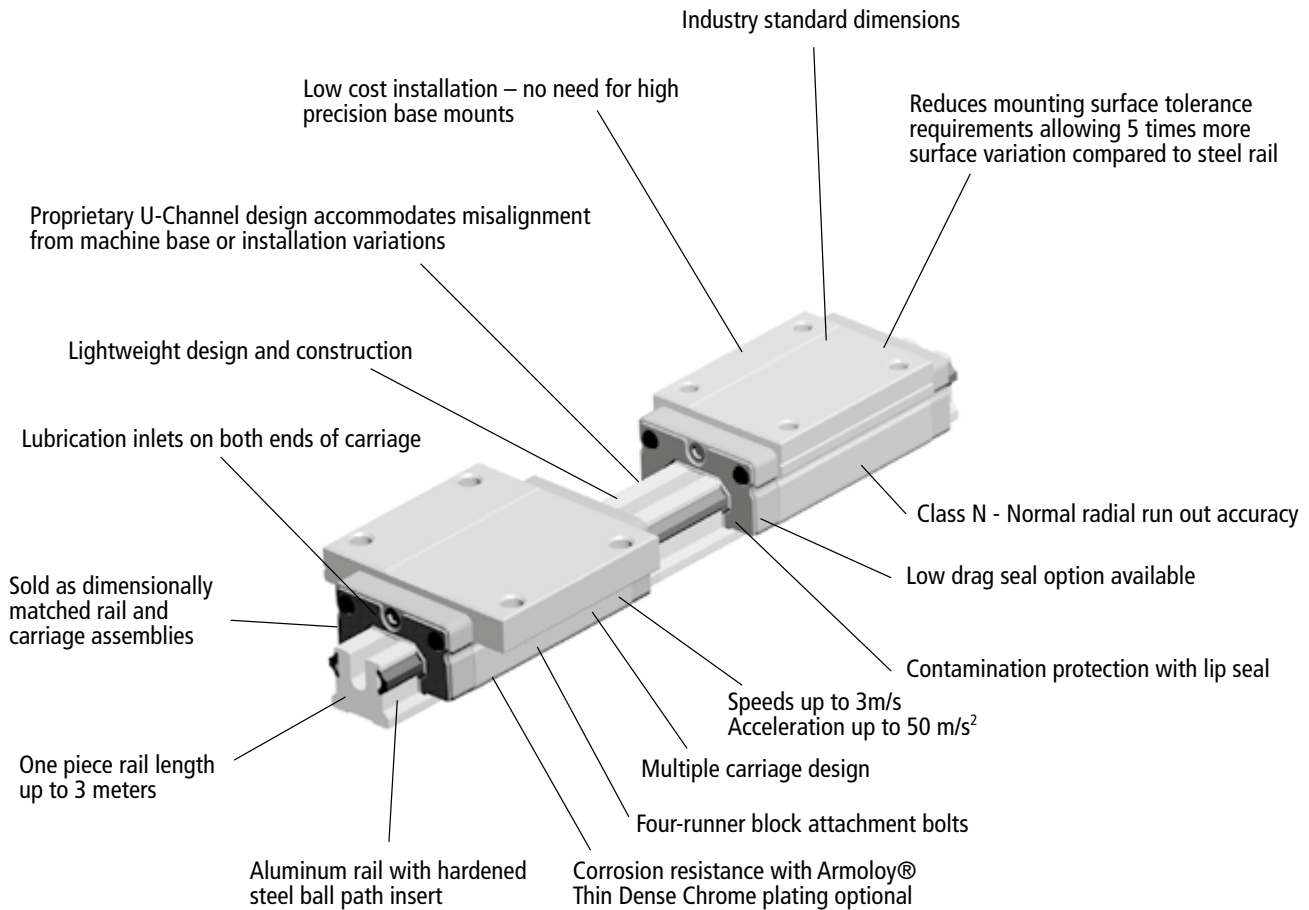 Industry standard dimensions
Low cost installation – no need for high
precision base mounts
Reduces mounting surface tolerance
requirements allowing 5 times more
surface variation compared to steel rail
Proprietary U-Channel design accommodates misalignment
from machine base or installation variations
Lightweight design and construction
Lubrication inlets on both ends of carriage
Class N - Normal radial run out accuracy
Sold as dimensionally
matched rail and
carriage assemblies
Low drag seal option available
Contamination protection with lip seal
Speeds up to 3m/s
Acceleration up to 50 m/s²
One piece rail length
up to 3 meters
Multiple carriage design
Four-runner block attachment bolts
Aluminum rail with hardened
steel ball path insert
Corrosion resistance with Armoloy®
Thin Dense Chrome plating optional